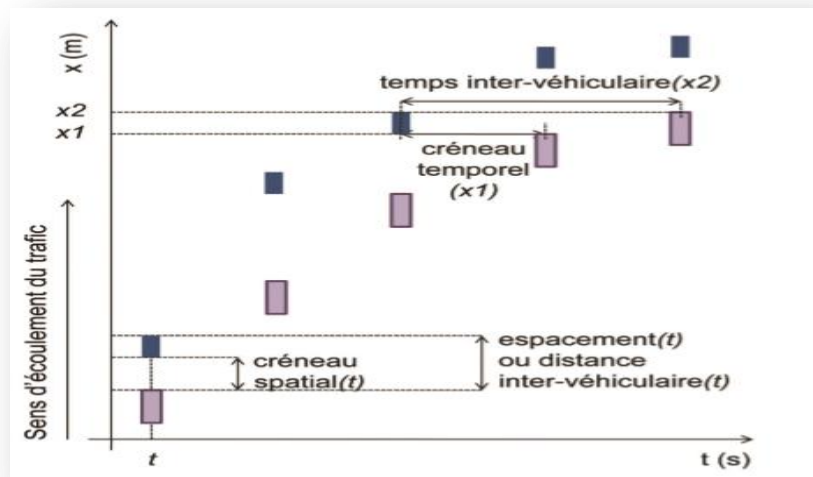 x (m)
temps inter-véhiculaire(x2)
x2
x1
créneau
temporel
(x1)
Sens d'écoulement du trafic
espacement(t)
ou distance
inter-véhiculaire(t)
créneau
spatial(t)
t
t (s)